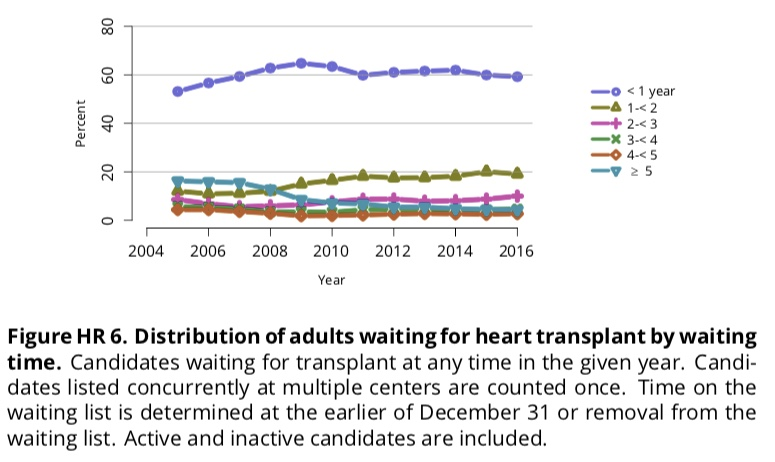 80
60
40
20
0
Percent
2004 2006 2008 2010 2012 2014 2016
Year
< 1 year
1-< 2
2-< 3
3-< 4
4-< 5
≥ 5
Figure HR 6. Distribution of adults waiting for heart transplant by waiting
time. Candidates waiting for transplant at any time in the given year. Candi-
dates listed concurrently at multiple centers are counted once. Time on the
waiting list is determined at the earlier of December 31 or removal from the
waiting list. Active and inactive candidates are included.